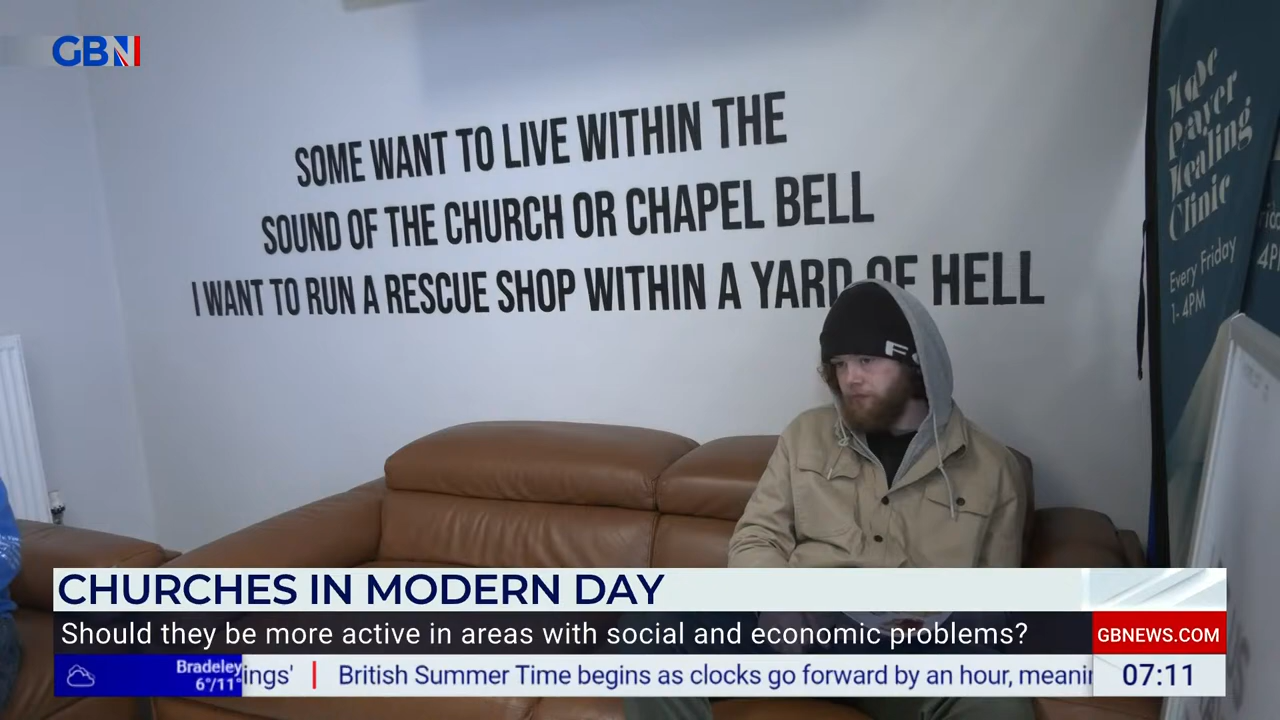 GBN
SOME WANT TO LIVE WITHIN THE
SOUND OF THE CHURCH OR CHAPEL BELL
I WANT TO RUN A RESCUE SHOP WITHIN A YARD OF HELL
Hope
Prayer
Healing
Clinic
Every Friday
1-4PM
4P
F
CHURCHES IN MODERN DAY
Should they be more active in areas with social and economic problems?
GBNEWS.COM
Bradeley
6°/11°
ings' | British Summer Time begins as clocks go forward by an hour, meanin
07:11